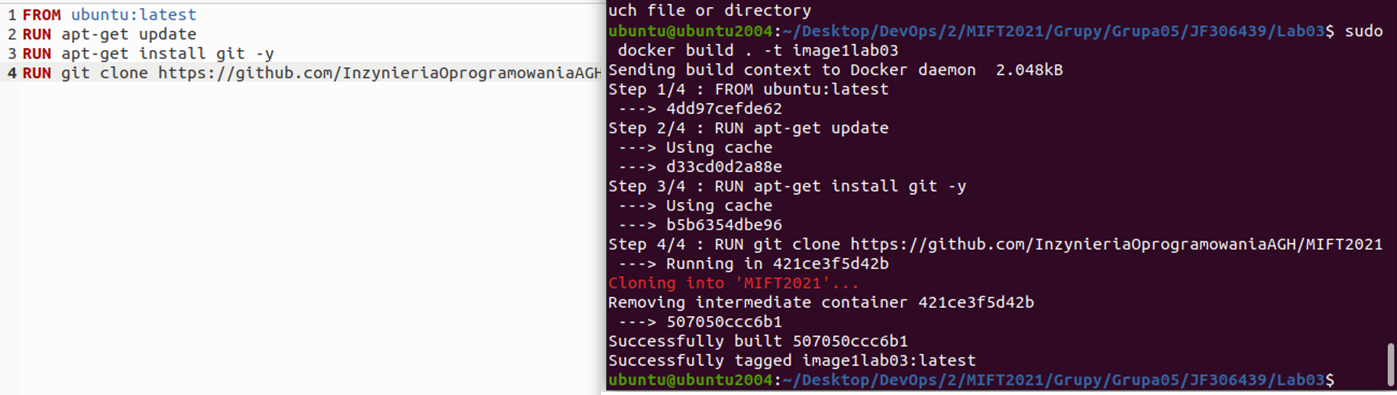 1 FROM ubuntu:latest
2 RUN apt-get update
3 RUN apt-get install git -y
4 RUN git clone https://github.com/InzynieriaOprogramowaniaAGH
uch file or directory
ubuntu@ubuntu2004:~/Desktop/DevOps/2/MIFT2021/Grupy/Grupa05/JF306439/Lab03$ sudo
docker build . -t image1lab03
Sending build context to Docker daemon  2.048kB
Step 1/4 : FROM ubuntu:latest
---> 4dd97cefde62
Step 2/4 : RUN apt-get update
---> Using cache
---> d33cd0d2a88e
Step 3/4 : RUN apt-get install git -y
---> Using cache
---> b5b6354dbe96
Step 4/4 : RUN git clone https://github.com/InzynieriaOprogramowaniaAGH/MIFT2021
---> Running in 421ce3f5d42b
Cloning into 'MIFT2021'...
Removing intermediate container 421ce3f5d42b
---> 507050ccc6b1
Successfully built 507050ccc6b1
Successfully tagged image1lab03:latest
ubuntu@ubuntu2004:~/Desktop/DevOps/2/MIFT2021/Grupy/Grupa05/JF306439/Lab03$